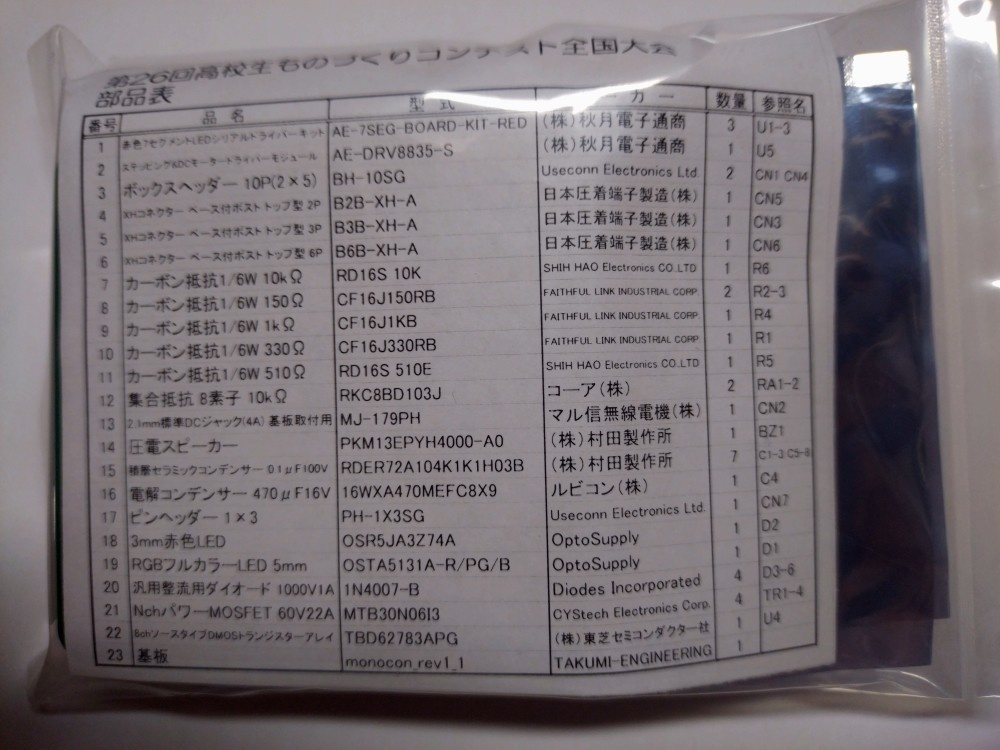 第26回高校生ものづくりコンテスト全国大会
部品表
番号 品名 型式 メーカー 数量 参照名
1 赤色7セグメントLEDシリアルドライバーキット AE-7SEG-BOARD-KIT-RED (株)秋月電子通商 3 U1-3
2 ステッピング&DCモータードライバーモジュール AE-DRV8835-S (株)秋月電子通商 1 U5
3 ボックスヘッダー 10P(2×5) BH-10SG Useconn Electronics Ltd. 2 CN1 CN4
4 XHコネクター ベース付ポスト トップ型 2P B2B-XH-A 日本圧着端子製造(株) 1 CN5
5 XHコネクター ベース付ポスト トップ型 3P B3B-XH-A 日本圧着端子製造(株) 1 CN3
6 XHコネクター ベース付ポスト トップ型 6P B6B-XH-A 日本圧着端子製造(株) 1 CN6
7 カーボン抵抗1/6W 10kΩ RD16S 10K SHIH HAO Electronics CO.LTD 1 R6
8 カーボン抵抗1/6W 150Ω CF16J150RB FAITHFUL LINK INDUSTRIAL CORP. 2 R2-3
9 カーボン抵抗1/6W 1kΩ CF16J1KB FAITHFUL LINK INDUSTRIAL CORP. 1 R4
10 カーボン抵抗1/6W 330Ω CF16J330RB FAITHFUL LINK INDUSTRIAL CORP. 1 R1
11 カーボン抵抗1/6W 510Ω RD16S 510E SHIH HAO Electronics CO.LTD 1 R5
12 集合抵抗 8素子 10kΩ RKC8BD103J コーア(株) 2 RA1-2
13 2.1mm標準DCジャック(4A) 基板取付用 MJ-179PH マル信無線電機(株) 1 CN2
14 圧電スピーカー PKM13EPYH4000-A0 (株)村田製作所 1 BZ1
15 積層セラミックコンデンサー 0.1μF100V RDER72A104K1K1H03B (株)村田製作所 7 C1-3 C5-8
16 電解コンデンサー 470μF16V 16WXA470MEFC8X9 ルビコン(株) 1 C4
17 ピンヘッダー 1×3 PH-1X3SG Useconn Electronics Ltd. 1 CN7
18 3mm赤色LED OSR5JA3Z74A OptoSupply 1 D2
19 RGBフルカラーLED 5mm OSTA5131A-R/PG/B OptoSupply 1 D1
20 汎用整流用ダイオード 1000V1A 1N4007-B Diodes Incorporated 4 D3-6
21 Nchパワー MOSFET 60V22A MTB30N06I3 CYStech Electronics Corp. 4 TR1-4
22 8chソースタイプDMOSトランジスターアレイ TBD62783APG (株)東芝セミコンダクター社 1 U4
23 基板 monocon_rev1_1 TAKUMI-ENGINEERING 1